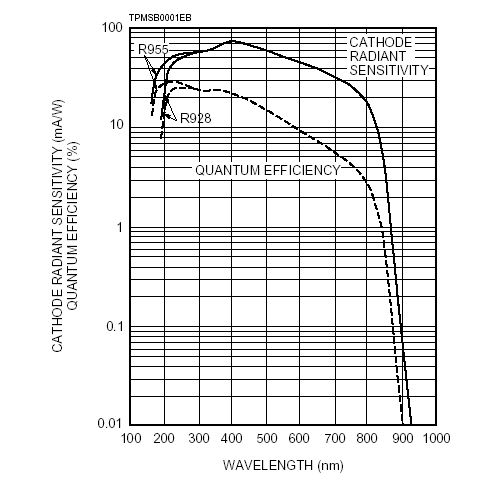 TPMSB0001EB
100
10
1
0.1
0.01
CATHODE RADIANT SENSITIVITY (mA/W)
QUANTUM EFFICIENCY (%)
R955
R928
CATHODE
RADIANT
SENSITIVITY
QUANTUM EFFICIENCY
100 200 300 400 500 600 700 800 900 1000
WAVELENGTH (nm)